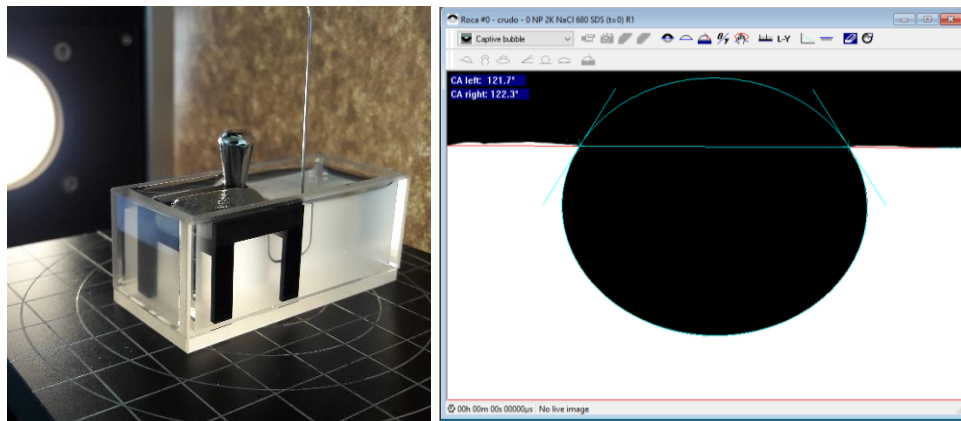 Roca #0 - crudo - 0 NP 2K NaCl 680 SDS (t=0) R1
Captive bubble
L-Y
CA left: 121.7°
CA right: 122.3°
00h 00m 00s 00000µs No live image